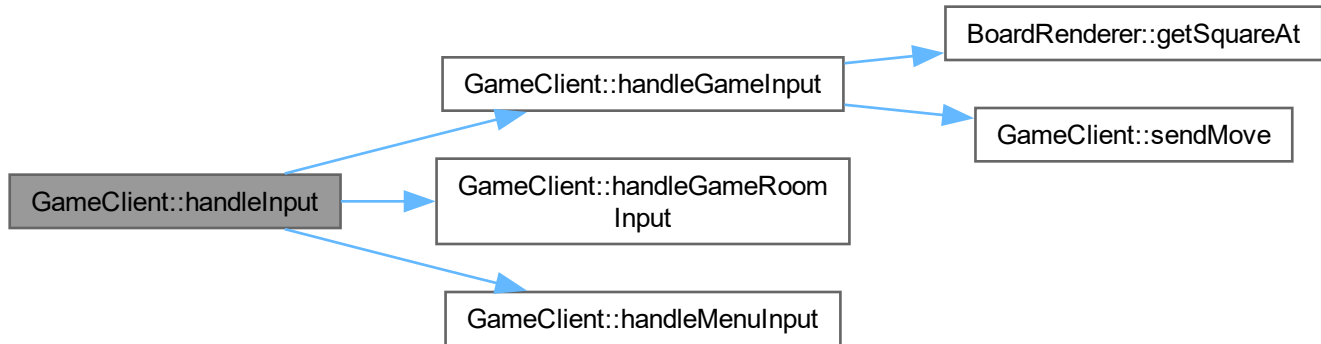 BoardRenderer::getSquareAt
GameClient::handleGameInput
GameClient::sendMove
GameClient::handleInput
GameClient::handleGameRoom
Input
GameClient::handleMenuInput